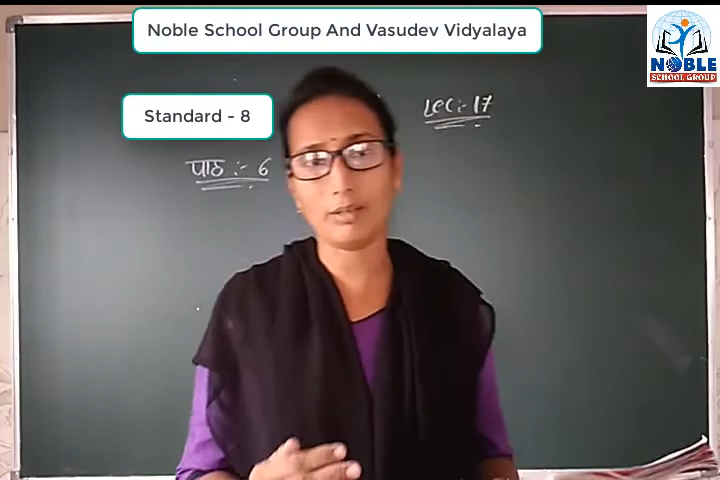 Noble School Group And Vasudev Vidyalaya
NOBLE
SCHOOL GROUP
Standard - 8
Lec:- 17
पाठ :- 6